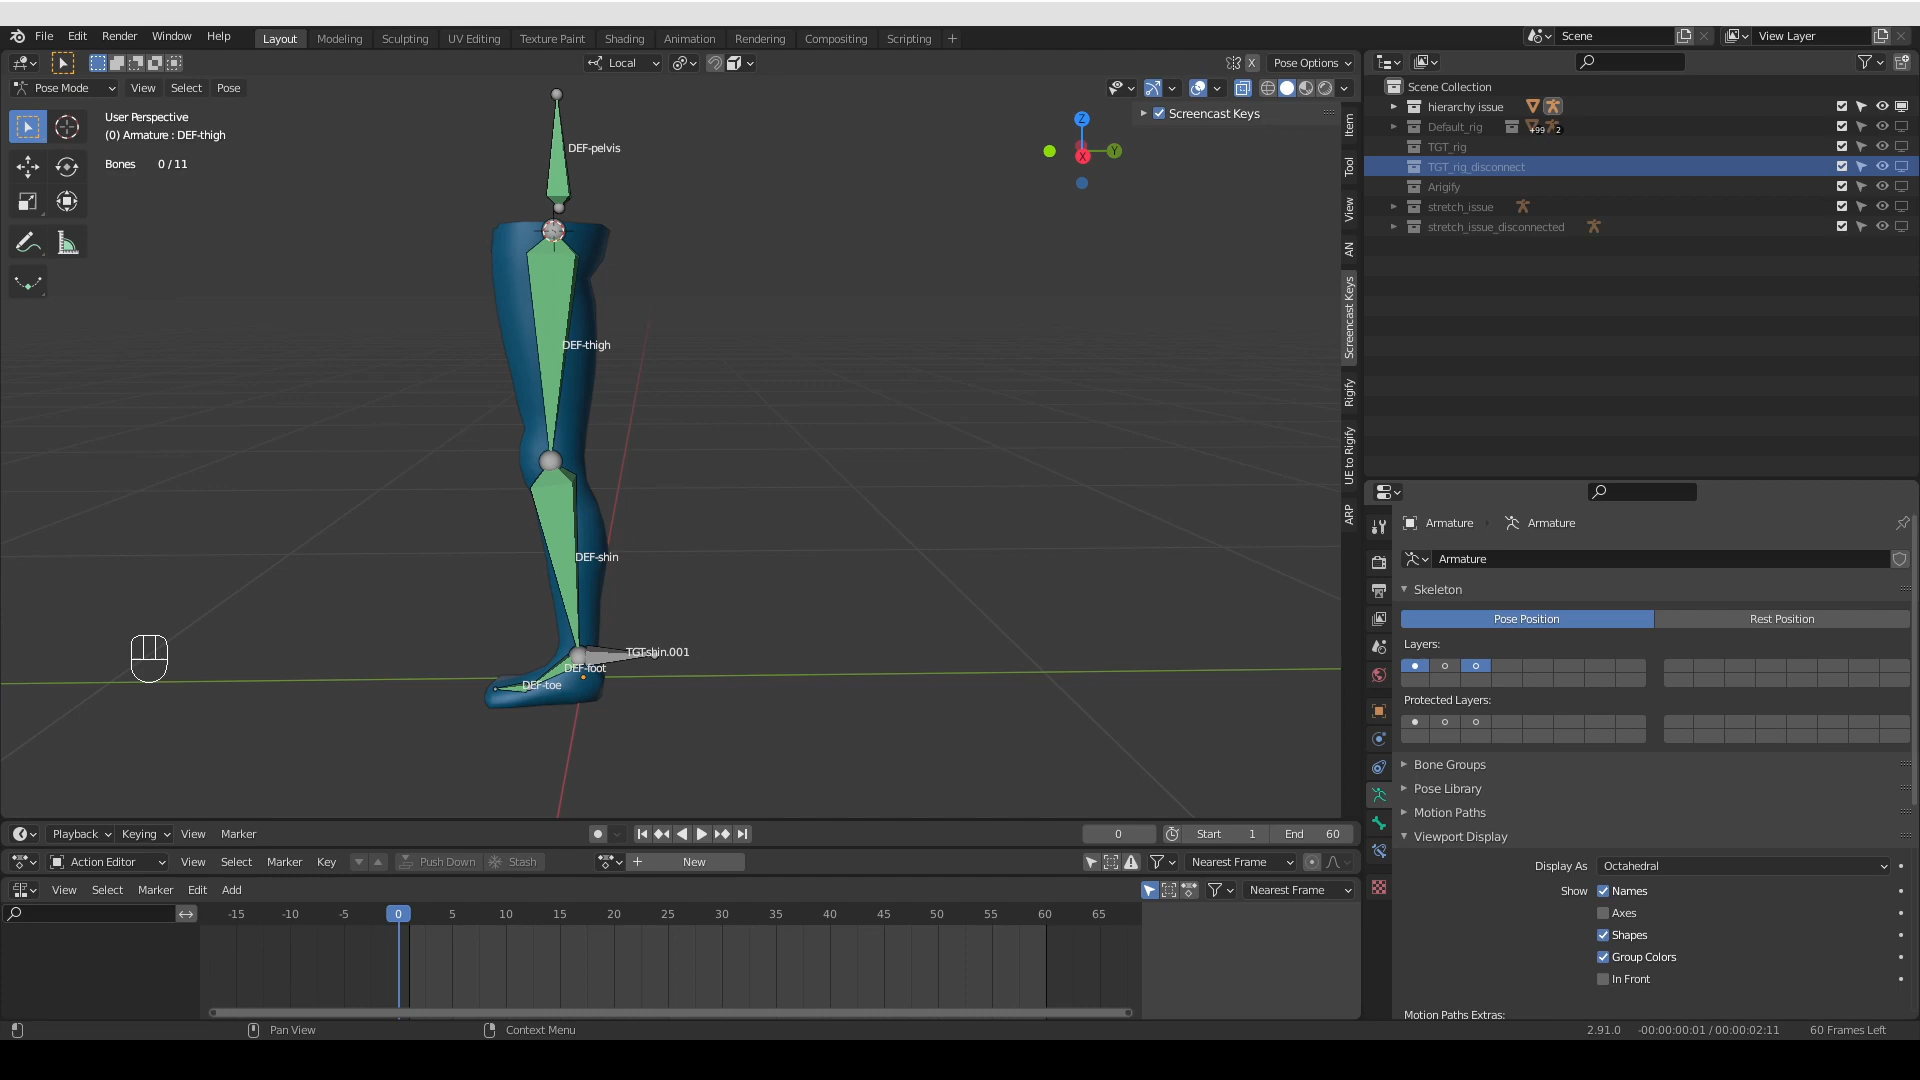 File Edit Render Window Help
Layout Modeling Sculpting UV Editing Texture Paint Shading Animation Rendering Compositing Scripting +
Scene
View Layer
Local
X Pose Options
Pose Mode View Select Pose
User Perspective
(0) Armature : DEF-thigh
Bones 0 / 11
Screencast Keys
Z
Y
X
DEF-pelvis
DEF-thigh
DEF-shin
TGT-shin.001
DEF-foot
DEF-toe
Item
Tool
View
AN
Screencast Keys
Rigify
UE to Rigify
ARP
Scene Collection
hierarchy issue
Default_rig +99 2
TGT_rig
TGT_rig_disconnect
Arigify
stretch_issue
stretch_issue_disconnected
Armature Armature
Armature
Skeleton
Pose Position Rest Position
Layers:
Protected Layers:
Bone Groups
Pose Library
Motion Paths
Viewport Display
Display As Octahedral
Show Names
Axes
Shapes
Group Colors
In Front
Motion Paths Extras:
Playback Keying View Marker
0 Start 1 End 60
Action Editor View Select Marker Key Push Down Stash + New Nearest Frame
View Select Marker Edit Add Nearest Frame
-15 -10 -5 0 5 10 15 20 25 30 35 40 45 50 55 60 65
Pan View Context Menu
2.91.0 -00:00:00:01 / 00:00:02:11 60 Frames Left